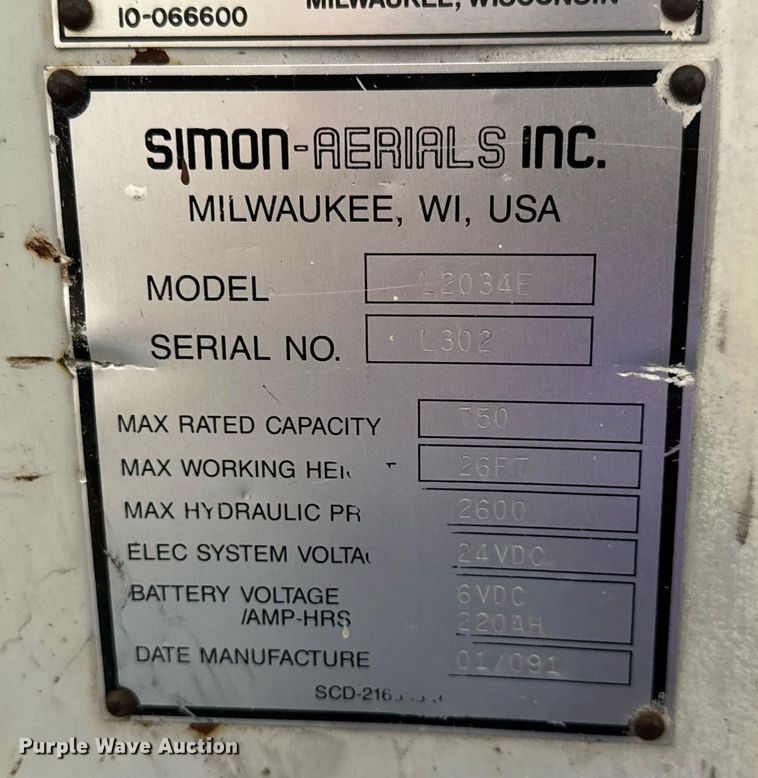 10-066600 MILWAUKEE, WISCONSIN
SIMON-AERIALS INC.
MILWAUKEE, WI, USA
MODEL L2034E
SERIAL NO. L302
MAX RATED CAPACITY 750
MAX WORKING 26FT
MAX HYDRAULIC PR 2600
ELEC SYSTEM 24VDC
BATTERY VOLTAGE 6VDC
/AMP-HRS 220AH
DATE MANUFACTURE 01/091
Purple Wave Auction